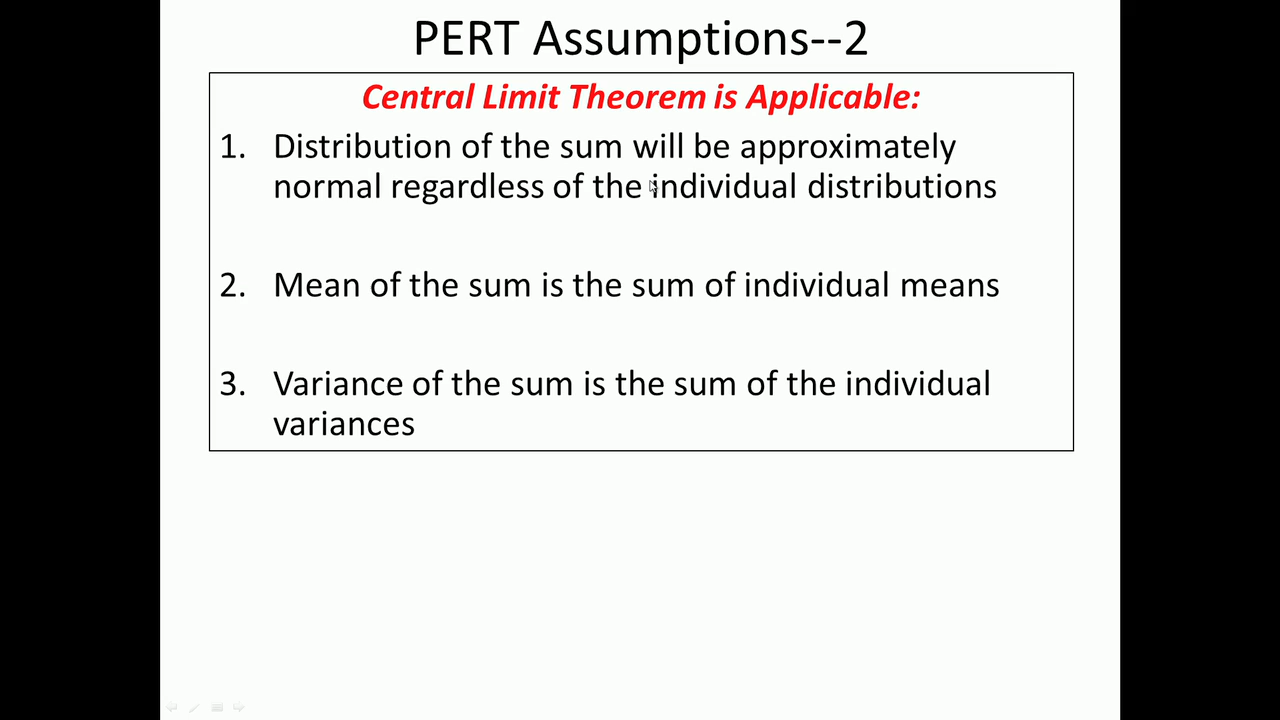 PERT Assumptions--2
Central Limit Theorem is Applicable:
1. Distribution of the sum will be approximately
normal regardless of the individual distributions
2. Mean of the sum is the sum of individual means
3. Variance of the sum is the sum of the individual
variances